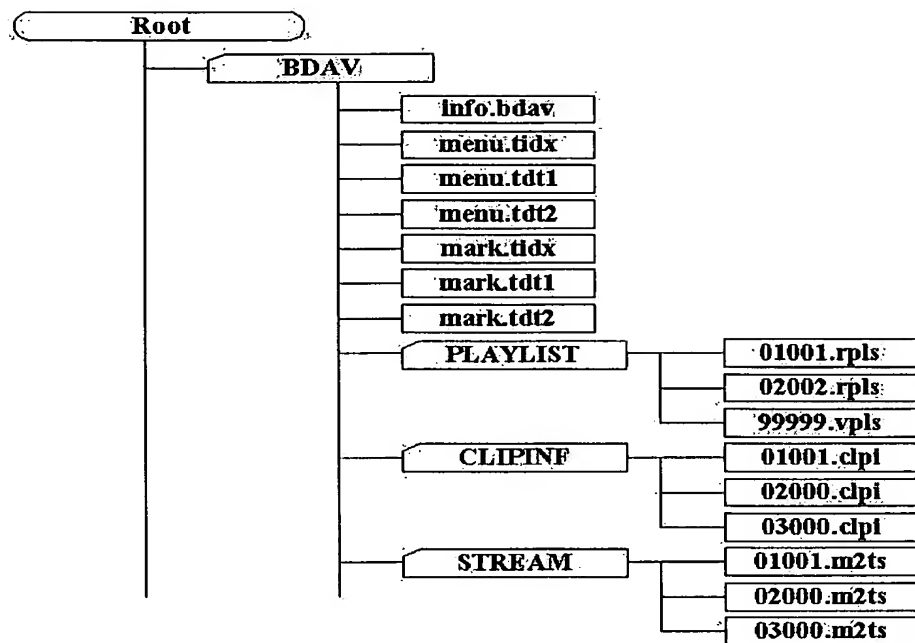 Root
BDAV
info.bdav
menu.tidx
menu.tdt1
menu.tdt2
mark.tidx
mark.tdt1
mark.tdt2
PLAYLIST
01001.rpls
02002.rpls
99999.vpls
CLIPINF
01001.clpi
02000.clpi
03000.clpi
STREAM
01001.m2ts
02000.m2ts
03000.m2ts